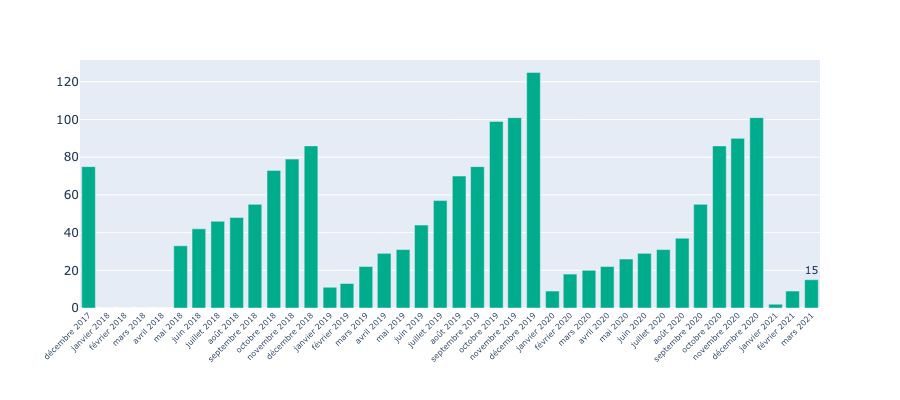 120
100
80
60
40
20
0
15
décembre 2017
janvier 2018
février 2018
mars 2018
avril 2018
mai 2018
juin 2018
juillet 2018
août 2018
septembre 2018
octobre 2018
novembre 2018
décembre 2018
janvier 2019
février 2019
mars 2019
avril 2019
mai 2019
juin 2019
juillet 2019
août 2019
septembre 2019
octobre 2019
novembre 2019
décembre 2019
janvier 2020
février 2020
mars 2020
avril 2020
mai 2020
juin 2020
juillet 2020
août 2020
septembre 2020
octobre 2020
novembre 2020
décembre 2020
janvier 2021
février 2021
mars 2021